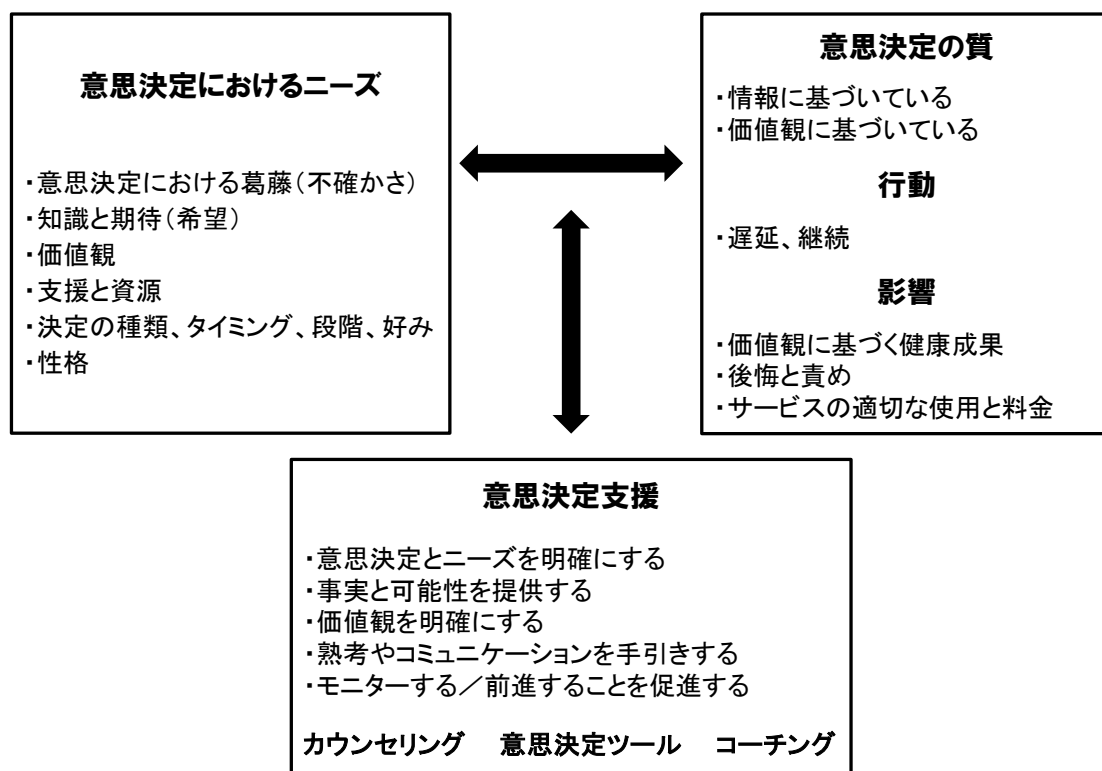 意思決定におけるニーズ
・意思決定における葛藤(不確かさ)
・知識と期待(希望)
・価値観
・支援と資源
・決定の種類、タイミング、段階、好み
・性格
意思決定の質
・情報に基づいている
・価値観に基づいている
行動
・遅延、継続
影響
・価値観に基づく健康成果
・後悔と責め
・サービスの適切な使用と料金
意思決定支援
・意思決定とニーズを明確にする
・事実と可能性を提供する
・価値観を明確にする
・熟考やコミュニケーションを手引きする
・モニターする/前進することを促進する
カウンセリング 意思決定ツール コーチング